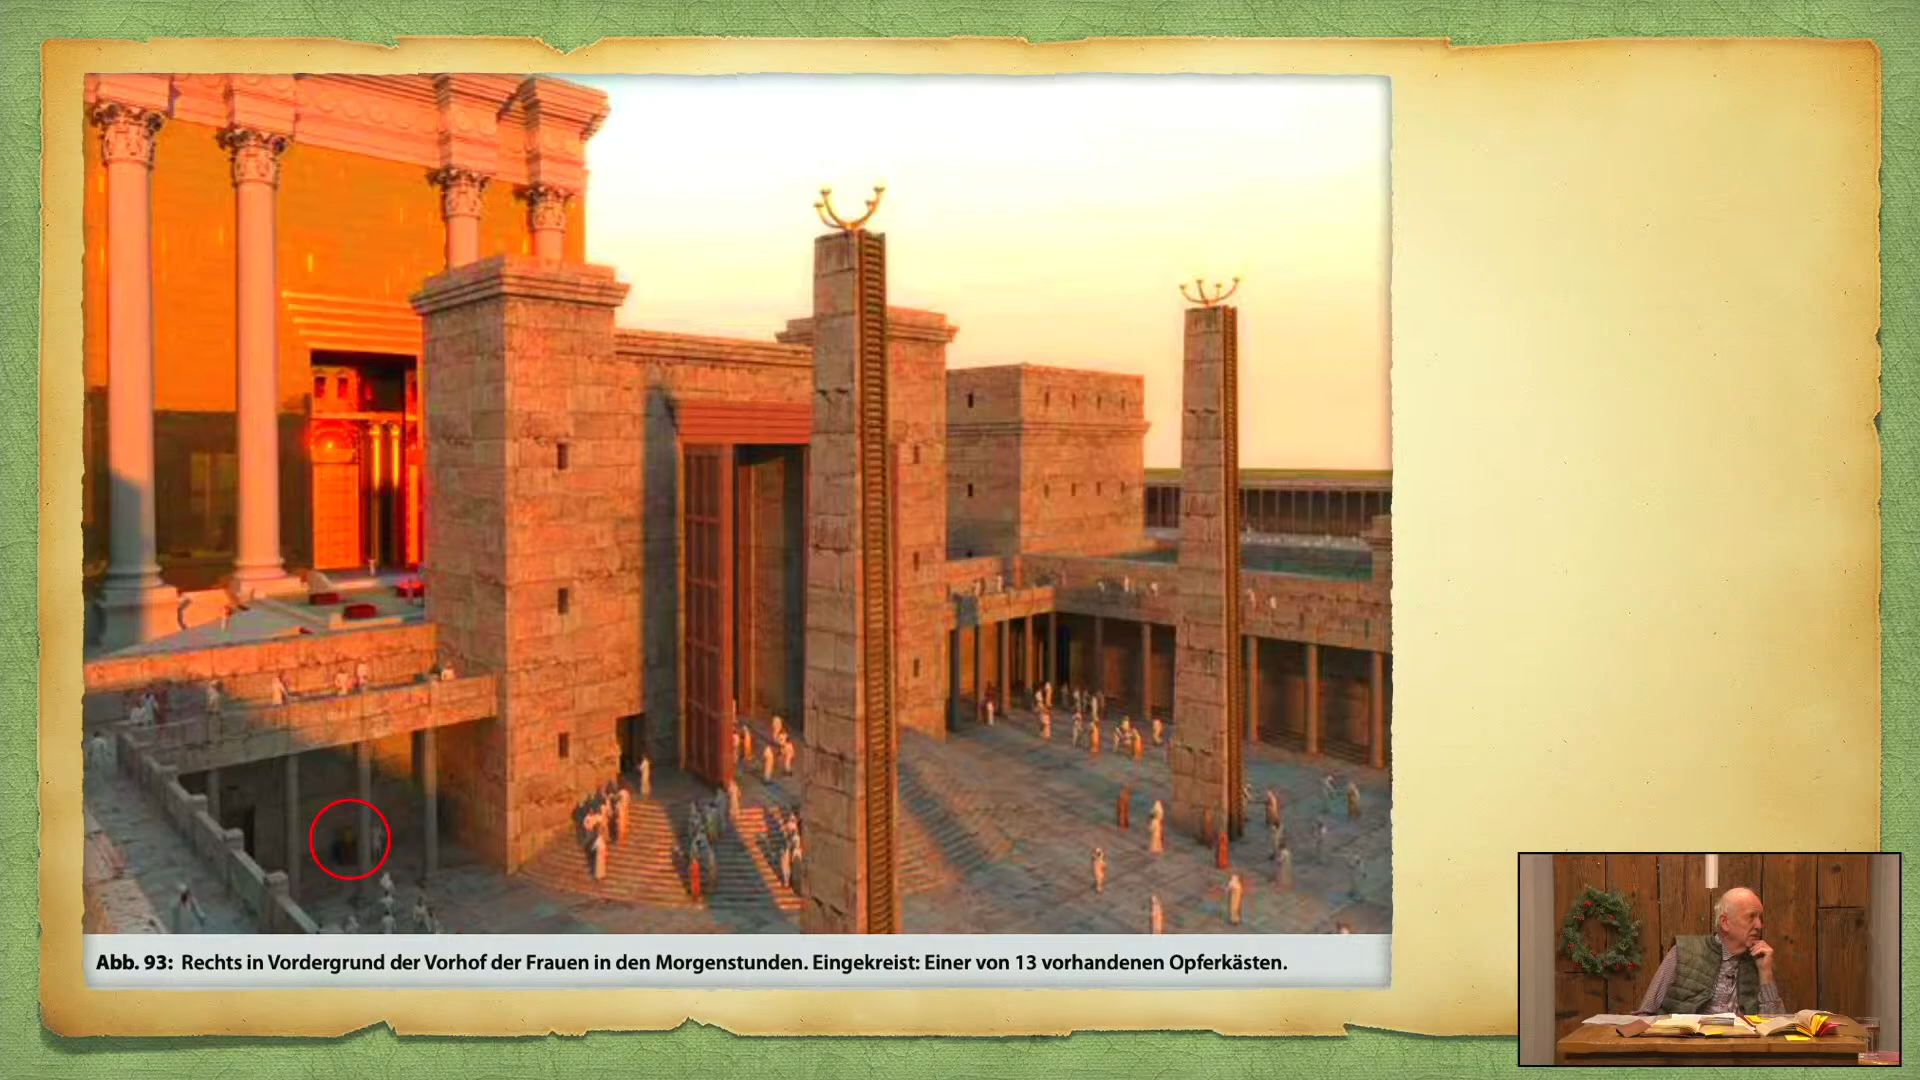 Abb. 93: Rechts in Vordergrund der Vorhof der Frauen in den Morgenstunden. Eingekreist: Einer von 13 vorhandenen Opferkästen.